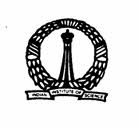 INDIAN INSTITUTE OF SCIENCE